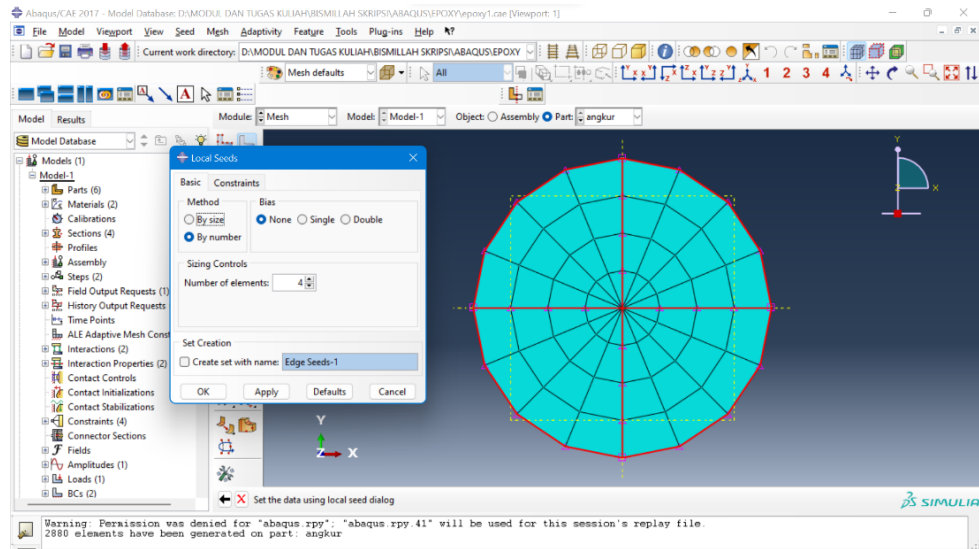 Abaqus/CAE 2017 - Model Database: D:\MODUL DAN TUGAS KULIAH\BISMILLAH SKRIPSI\ABAQUS\EPOXY\epoxy1.cae [Viewport: 1]
File Model Viewport View Seed Mesh Adaptivity Feature Tools Plug-ins Help
Current work directory: D:\MODUL DAN TUGAS KULIAH\BISMILLAH SKRIPSI\ABAQUS\EPOXY
Mesh defaults All 1 2 3 4
Model Results Module: Mesh Model: Model-1 Object: Assembly Part: angkur
Model Database
Models (1)
Model-1
Parts (6)
Materials (2)
Calibrations
Sections (4)
Profiles
Assembly
Steps (2)
Field Output Requests (1)
History Output Requests
Time Points
ALE Adaptive Mesh Const
Interactions (2)
Interaction Properties (2)
Contact Controls
Contact Initializations
Contact Stabilizations
Constraints (4)
Connector Sections
Fields
Amplitudes (1)
Loads (1)
BCs (2)
Local Seeds
Basic Constraints
Method Bias
By size None Single Double
By number
Sizing Controls
Number of elements: 4
Set Creation
Create set with name: Edge Seeds-1
OK Apply Defaults Cancel
Y
X
Z
Y
Z X
Set the data using local seed dialog
SIMULIA
Warning: Permission was denied for "abaqus.rpy"; "abaqus.rpy.41" will be used for this session's replay file.
2880 elements have been generated on part: angkur